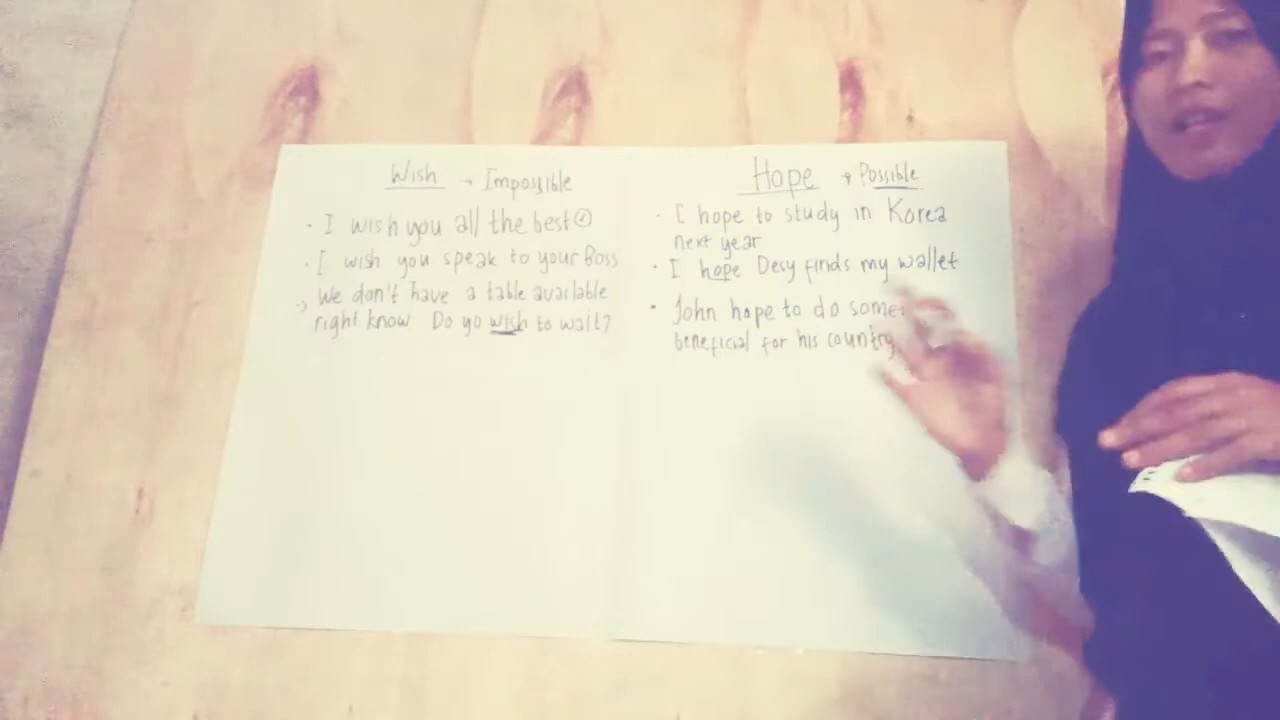 Wish → Impossible
· I wish you all the best
· I wish you speak to your Boss
→ We don't have a table available
right know Do yo wish to wait?
Hope → Possible
· I hope to study in Korea
next year
· I hope Desy finds my wallet
· John hope to do some
beneficial for his country